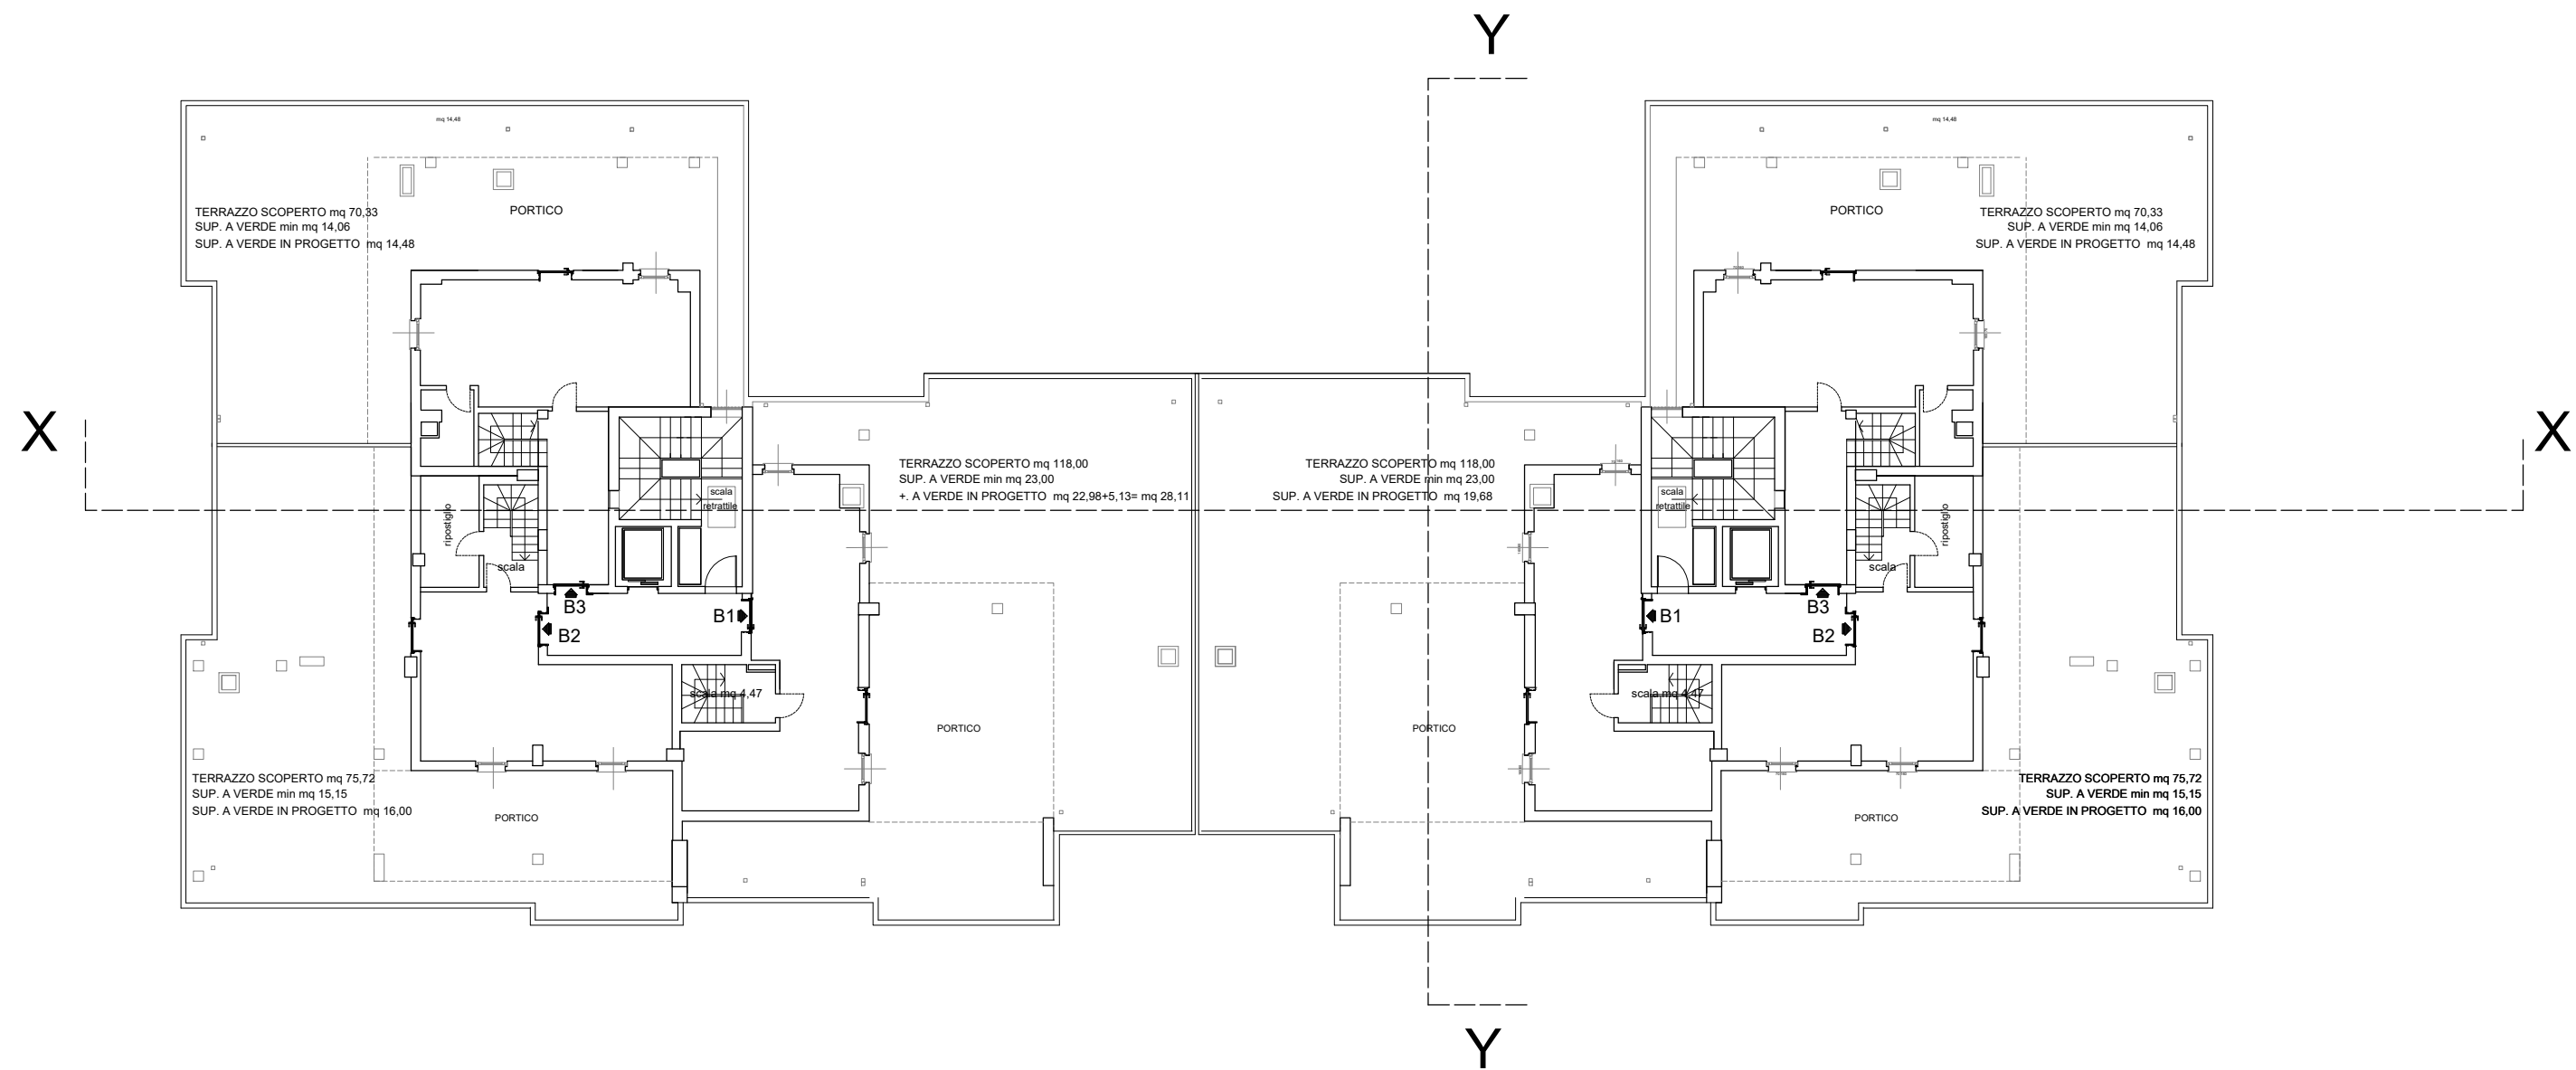 Y
mq 14,48
mq 14,48
TERRAZZO SCOPERTO mq 70,33
SUP. A VERDE min mq 14,06
SUP. A VERDE IN PROGETTO mq 14,48
PORTICO
PORTICO
TERRAZZO SCOPERTO mq 70,33
SUP. A VERDE min mq 14,06
SUP. A VERDE IN PROGETTO mq 14,48
X
X
TERRAZZO SCOPERTO mq 118,00
SUP. A VERDE min mq 23,00
+. A VERDE IN PROGETTO mq 22,98+5,13= mq 28,11
TERRAZZO SCOPERTO mq 118,00
SUP. A VERDE min mq 23,00
SUP. A VERDE IN PROGETTO mq 19,68
scala
retrattile
scala
retrattile
ripostiglio
ripostiglio
scala
scala
B3
B2
B1
B1
B3
B2
scala mq 4,47
scala mq 4,47
PORTICO
PORTICO
TERRAZZO SCOPERTO mq 75,72
SUP. A VERDE min mq 15,15
SUP. A VERDE IN PROGETTO mq 16,00
PORTICO
PORTICO
TERRAZZO SCOPERTO mq 75,72
SUP. A VERDE min mq 15,15
SUP. A VERDE IN PROGETTO mq 16,00
Y